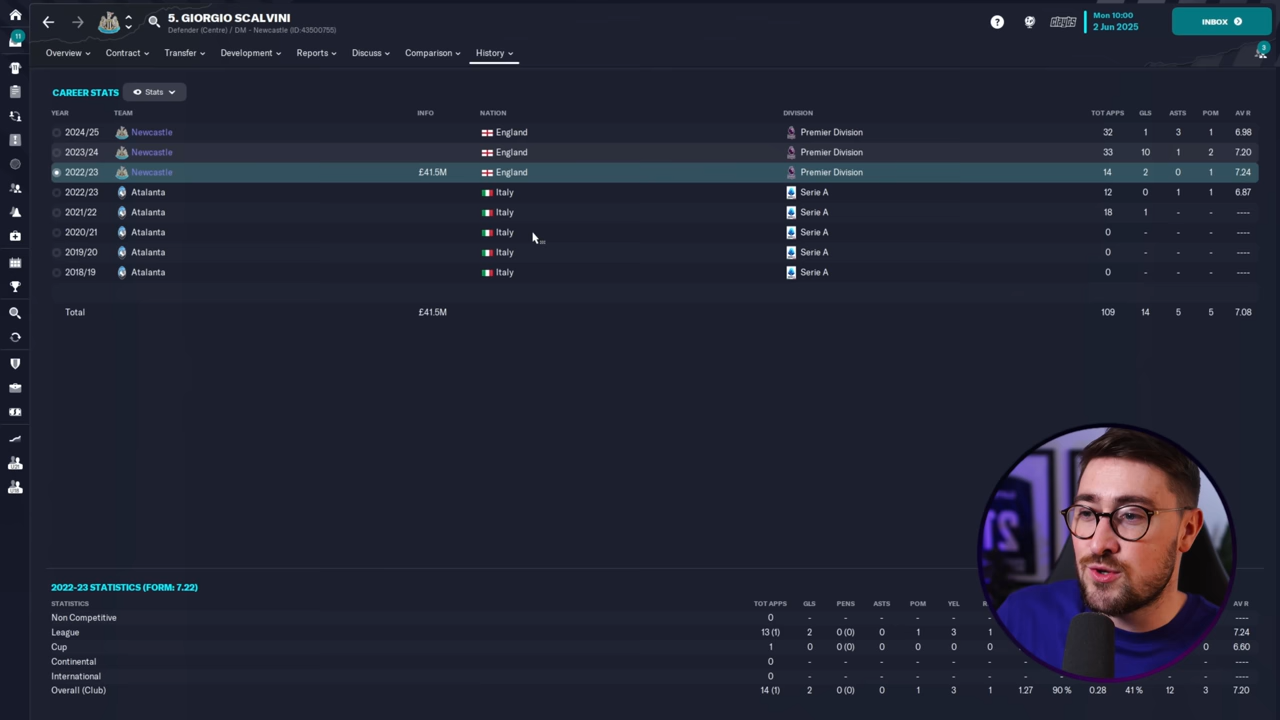 5. GIORGIO SCALVINI
Defender (Centre) / DM - Newcastle (ID:43500755)
clayts
Mon 10:00
2 Jun 2025
INBOX
11
Overview
Contract
Transfer
Development
Reports
Discuss
Comparison
History
3
CAREER STATS
Stats
YEAR TEAM INFO NATION DIVISION TOT APPS GLS ASTS POM AV R
2024/25 Newcastle England Premier Division 32 1 3 1 6.98
2023/24 Newcastle England Premier Division 33 10 1 2 7.20
2022/23 Newcastle £41.5M England Premier Division 14 2 0 1 7.24
2022/23 Atalanta Italy Serie A 12 0 1 1 6.87
2021/22 Atalanta Italy Serie A 18 1 - - ----
2020/21 Atalanta Italy Serie A 0 - - - ----
2019/20 Atalanta Italy Serie A 0 - - - ----
2018/19 Atalanta Italy Serie A 0 - - - ----
Total £41.5M 109 14 5 5 7.08
2022-23 STATISTICS (FORM: 7.22)
STATISTICS TOT APPS GLS PENS ASTS POM YEL R AV R
Non Competitive 0 - - - - - - ----
League 13 (1) 2 0 (0) 0 1 3 1 7.24
Cup 1 0 0 (0) 0 0 0 0 0 6.60
Continental 0 - - - - - - ----
International 0 - - - - - - ----
Overall (Club) 14 (1) 2 0 (0) 0 1 3 1 1.27 90 % 0.28 41 % 12 3 7.20